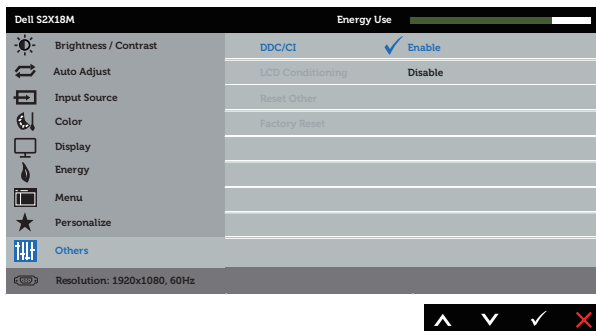 Dell S2X18M Energy Use
Brightness / Contrast DDC/CI Enable
Auto Adjust LCD Conditioning Disable
Input Source Reset Other
Color Factory Reset
Display
Energy
Menu
Personalize
Others
Resolution: 1920x1080, 60Hz